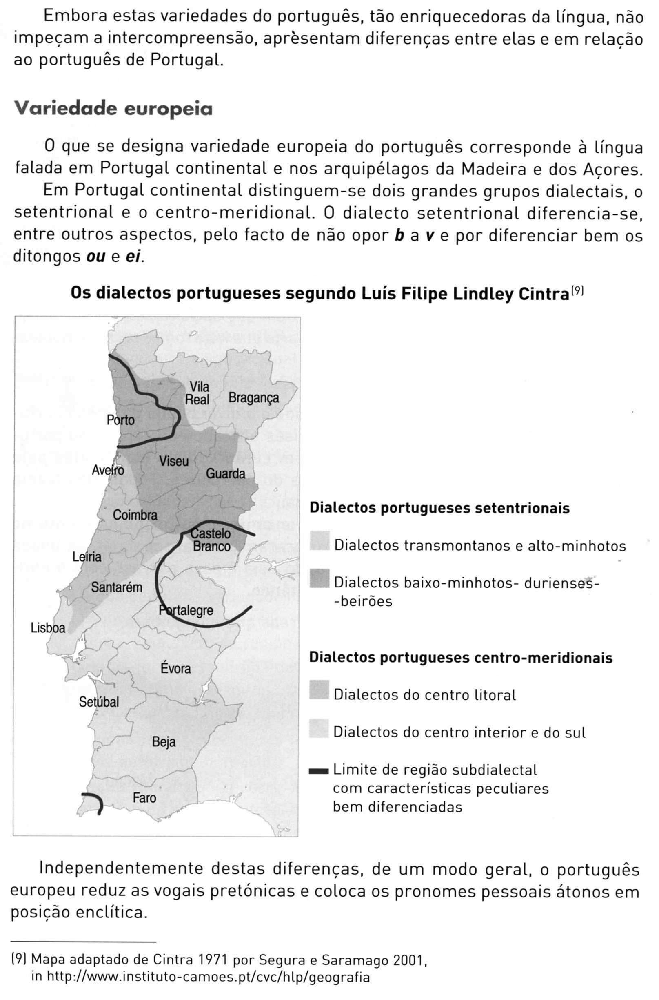 Embora estas variedades do português, tão enriquecedoras da língua, não
impeçam a intercompreensão, aprèsentam diferenças entre elas e em relação
ao português de Portugal.
Variedade europeia
O que se designa variedade europeia do português corresponde à língua
falada em Portugal continental e nos arquipélagos da Madeira e dos Açores.
Em Portugal continental distinguem-se dois grandes grupos dialectais, o
setentrional e o centro-meridional. O dialecto setentrional diferencia-se,
entre outros aspectos, pelo facto de não opor b a v e por diferenciar bem os
ditongos ou e ei.
Os dialectos portugueses segundo Luís Filipe Lindley Cintra(9)
Vila
Real
Bragança
Porto
Viseu
Aveiro
Guarda
Coimbra
Castelo
Branco
Leiria
Santarém
Portalegre
Lisboa
Évora
Setúbal
Beja
Faro
Dialectos portugueses setentrionais
Dialectos transmontanos e alto-minhotos
Dialectos baixo-minhotos- durienses-
-beirões
Dialectos portugueses centro-meridionais
Dialectos do centro litoral
Dialectos do centro interior e do sul
Limite de região subdialectal
com características peculiares
bem diferenciadas
Independentemente destas diferenças, de um modo geral, o português
europeu reduz as vogais pretónicas e coloca os pronomes pessoais átonos em
posição enclítica.
(9) Mapa adaptado de Cintra 1971 por Segura e Saramago 2001,
in http://www.instituto-camoes.pt/cvc/hlp/geografia